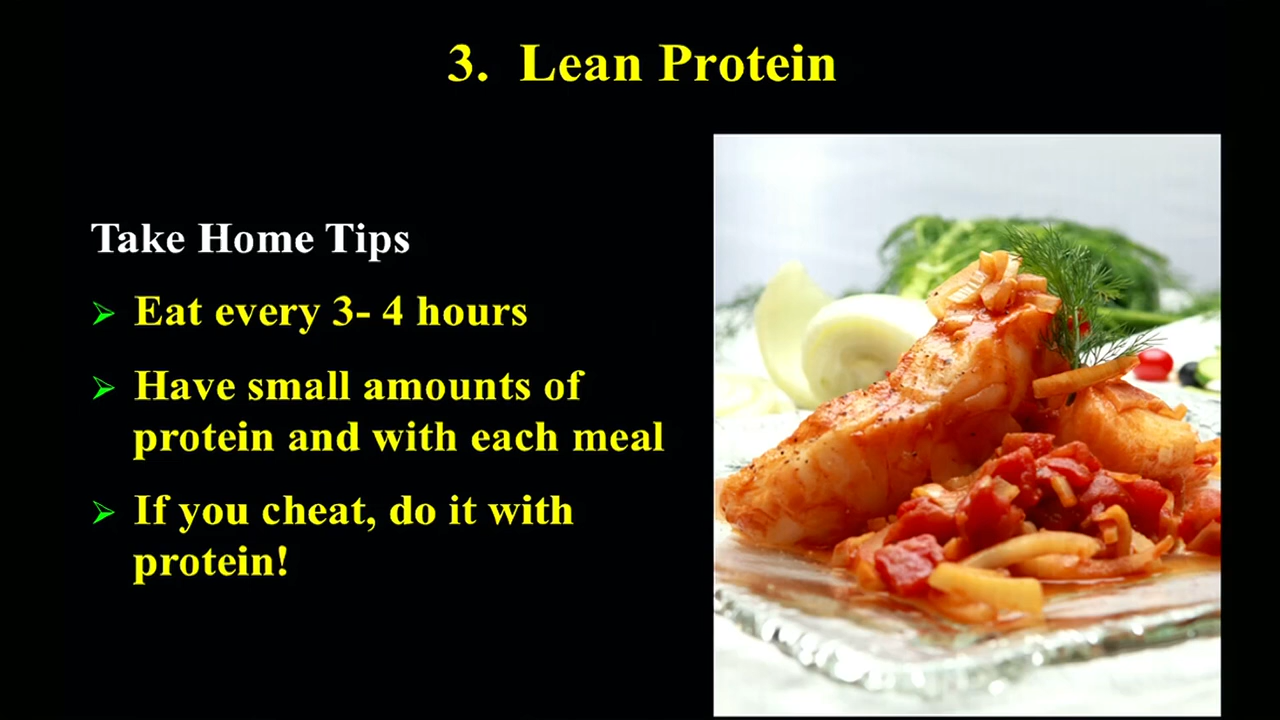 3. Lean Protein
Take Home Tips
Eat every 3- 4 hours
Have small amounts of
protein and with each meal
If you cheat, do it with
protein!